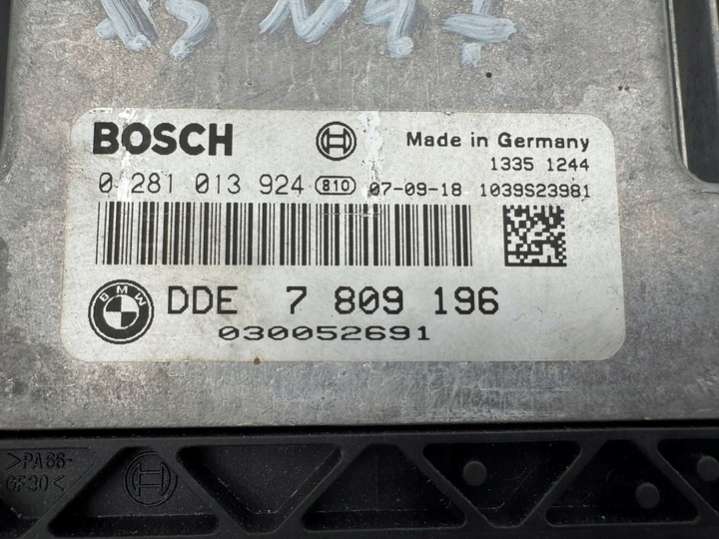 BOSCH
Made in Germany
1335 1244
0 281 013 924 810 07-09-18 1039S23981
BMW
DDE 7 809 196
030052691
>PA66-
GF30<